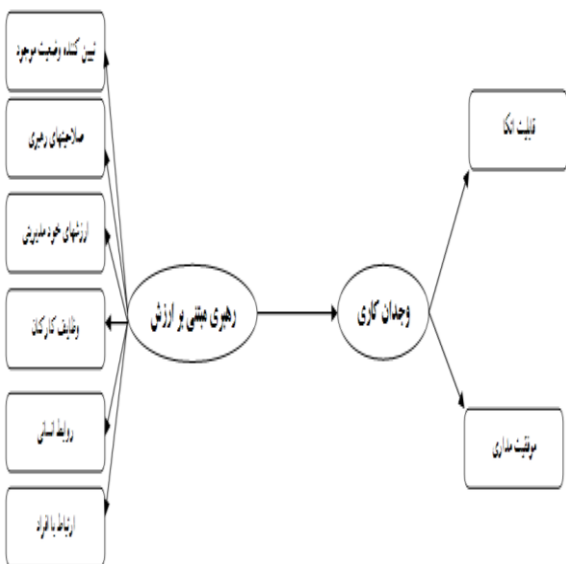 تبیین کننده وضعیت موجود
صلاحیتهای رهبری
ارزشهای خود مدیریتی
وظایف کارکنان
روابط انسانی
ارتباط با افراد
رهبری مبتنی بر ارزش
وجدان کاری
قابلیت اتکا
موفقیت مداری